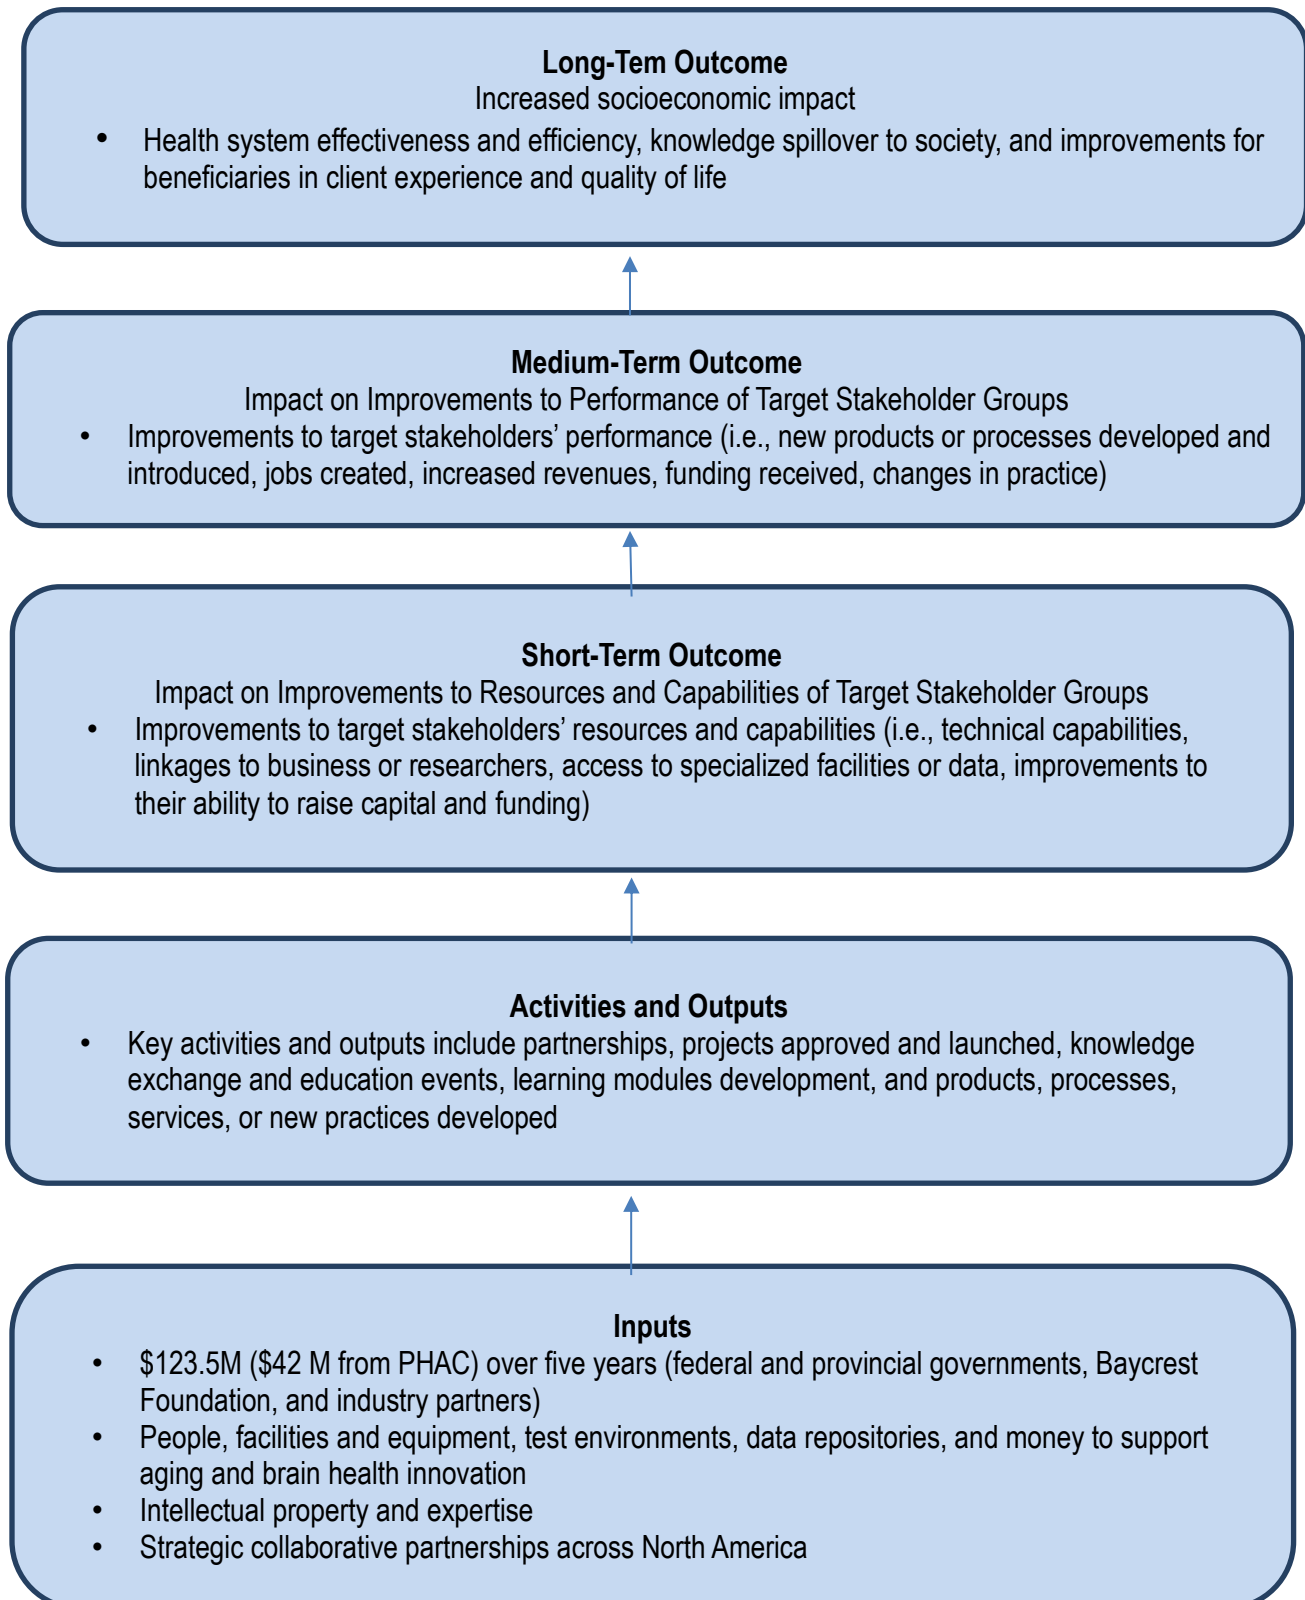 Long-Tem Outcome
Increased socioeconomic impact
• Health system effectiveness and efficiency, knowledge spillover to society, and improvements for
beneficiaries in client experience and quality of life
Medium-Term Outcome
Impact on Improvements to Performance of Target Stakeholder Groups
• Improvements to target stakeholders’ performance (i.e., new products or processes developed and
introduced, jobs created, increased revenues, funding received, changes in practice)
Short-Term Outcome
Impact on Improvements to Resources and Capabilities of Target Stakeholder Groups
• Improvements to target stakeholders’ resources and capabilities (i.e., technical capabilities,
linkages to business or researchers, access to specialized facilities or data, improvements to
their ability to raise capital and funding)
Activities and Outputs
• Key activities and outputs include partnerships, projects approved and launched, knowledge
exchange and education events, learning modules development, and products, processes,
services, or new practices developed
Inputs
• $123.5M ($42 M from PHAC) over five years (federal and provincial governments, Baycrest
Foundation, and industry partners)
• People, facilities and equipment, test environments, data repositories, and money to support
aging and brain health innovation
• Intellectual property and expertise
• Strategic collaborative partnerships across North America